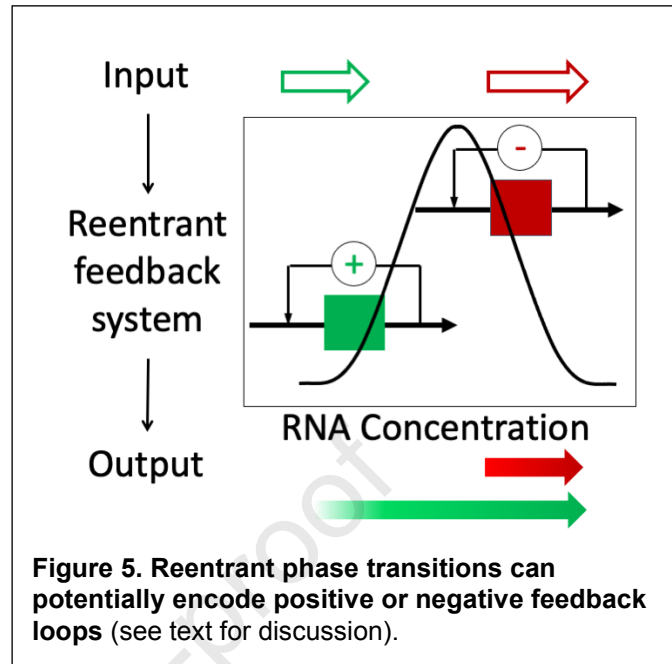 Input
Reentrant
feedback
system
Output
-
+
RNA Concentration
Figure 5. Reentrant phase transitions can
potentially encode positive or negative feedback
loops (see text for discussion).